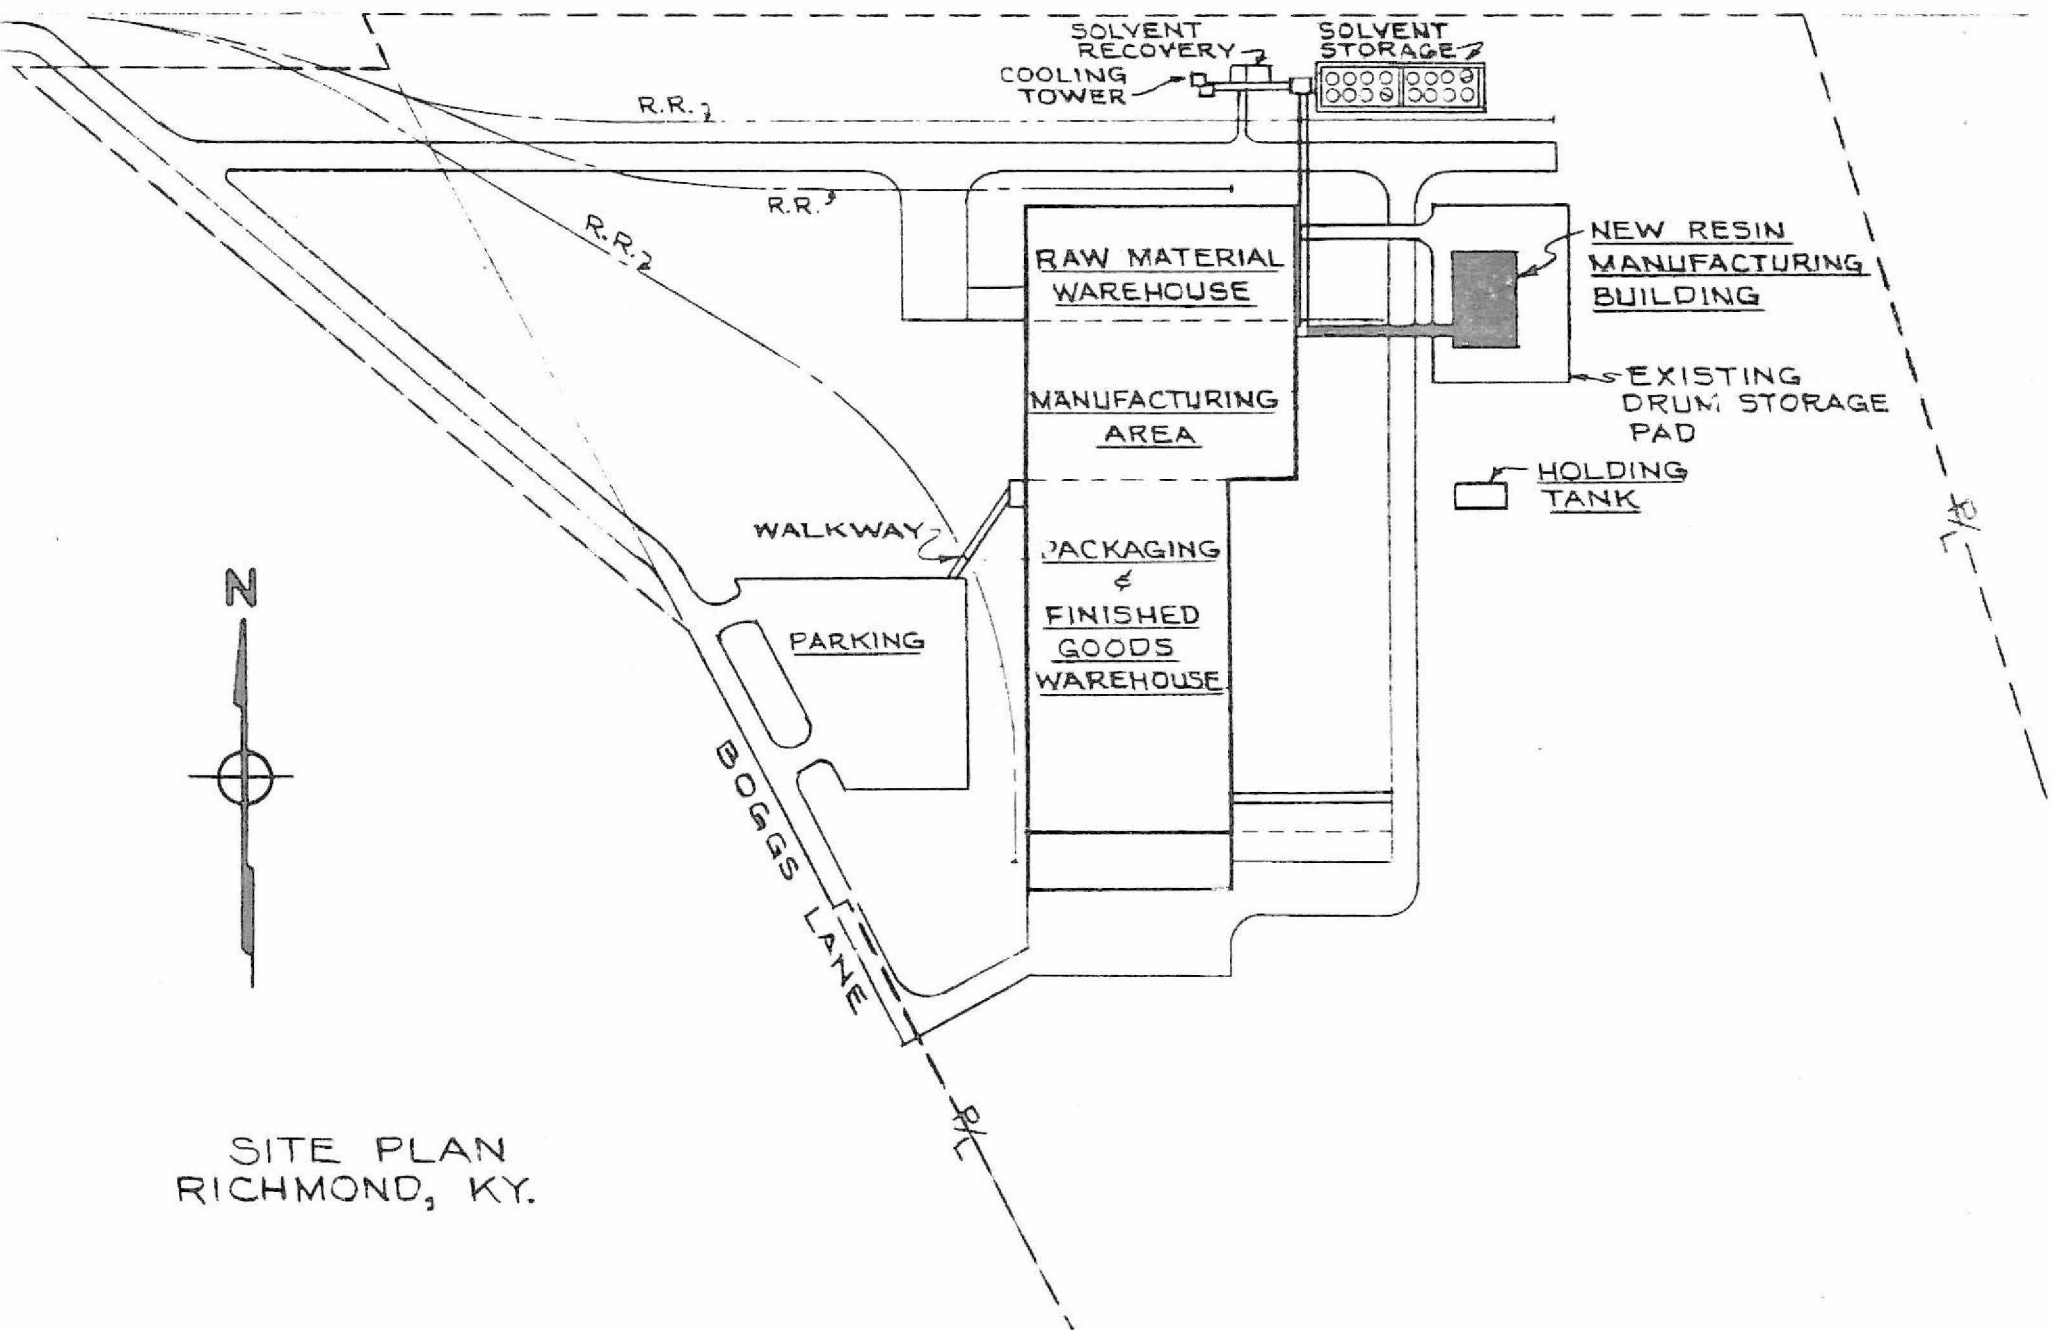 SOLVENT
RECOVERY
SOLVENT
STORAGE
COOLING
TOWER
R.R.
R.R.
R.R.
RAW MATERIAL
WAREHOUSE
NEW RESIN
MANUFACTURING
BUILDING
MANUFACTURING
AREA
EXISTING
DRUM STORAGE
PAD
HOLDING
TANK
WALKWAY
PACKAGING
&
FINISHED
GOODS
WAREHOUSE
PARKING
N
BOGGS LANE
P/L
P/L
SITE PLAN
RICHMOND, KY.